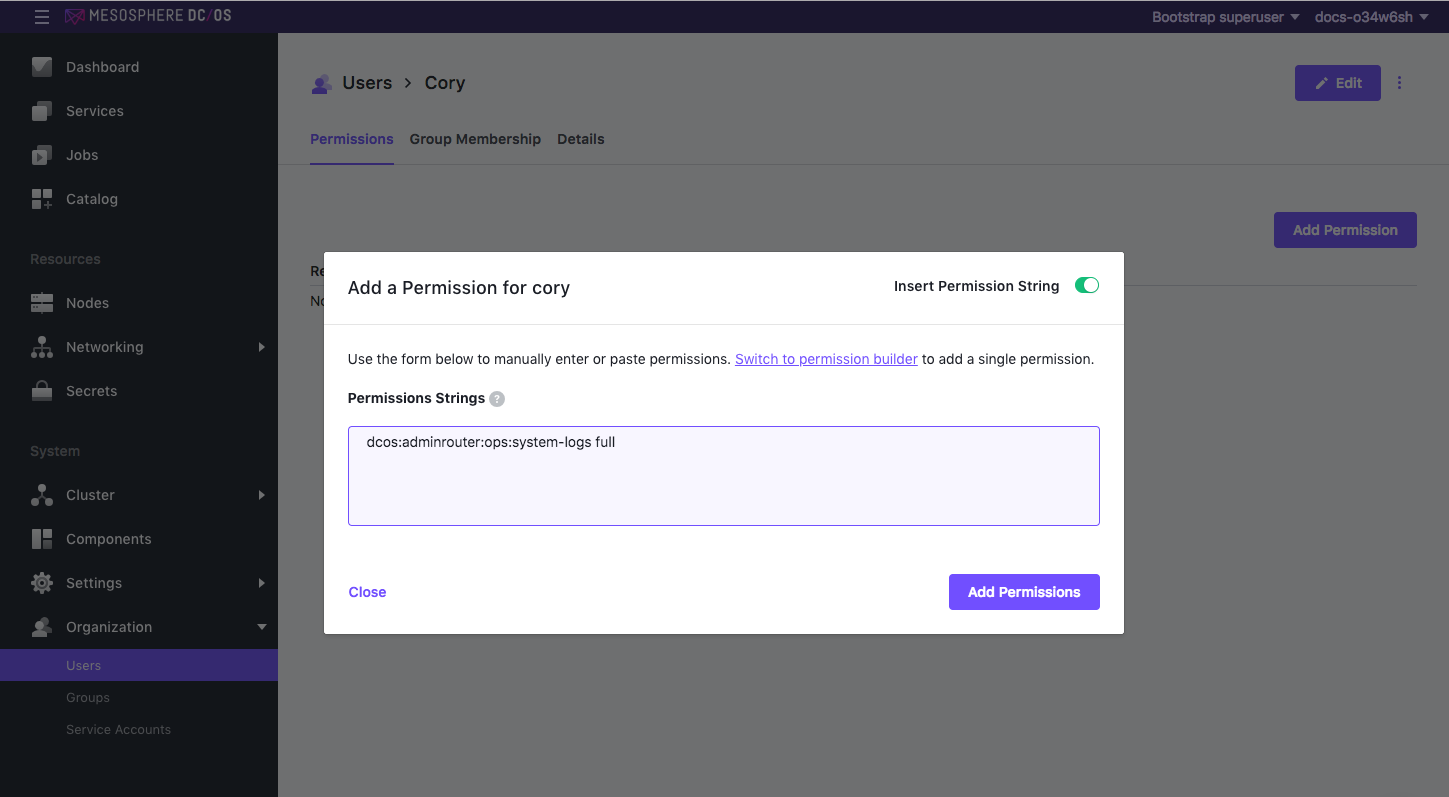 MESOSPHERE DC/OS
Bootstrap superuser
docs-o34w6sh
Dashboard
Services
Jobs
Catalog
Resources
Nodes
Networking
Secrets
System
Cluster
Components
Settings
Organization
Users
Groups
Service Accounts
Users > Cory
Edit
Permissions Group Membership Details
Add Permission
Re
No
Add a Permission for cory
Insert Permission String
Use the form below to manually enter or paste permissions. Switch to permission builder to add a single permission.
Permissions Strings ?
dcos:adminrouter:ops:system-logs full
Close
Add Permissions